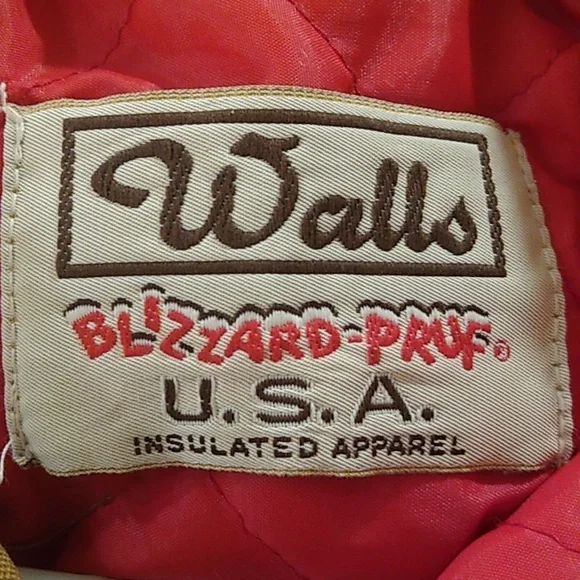 Walls
BLIZZARD-PRUF®
U.S.A.
INSULATED APPAREL